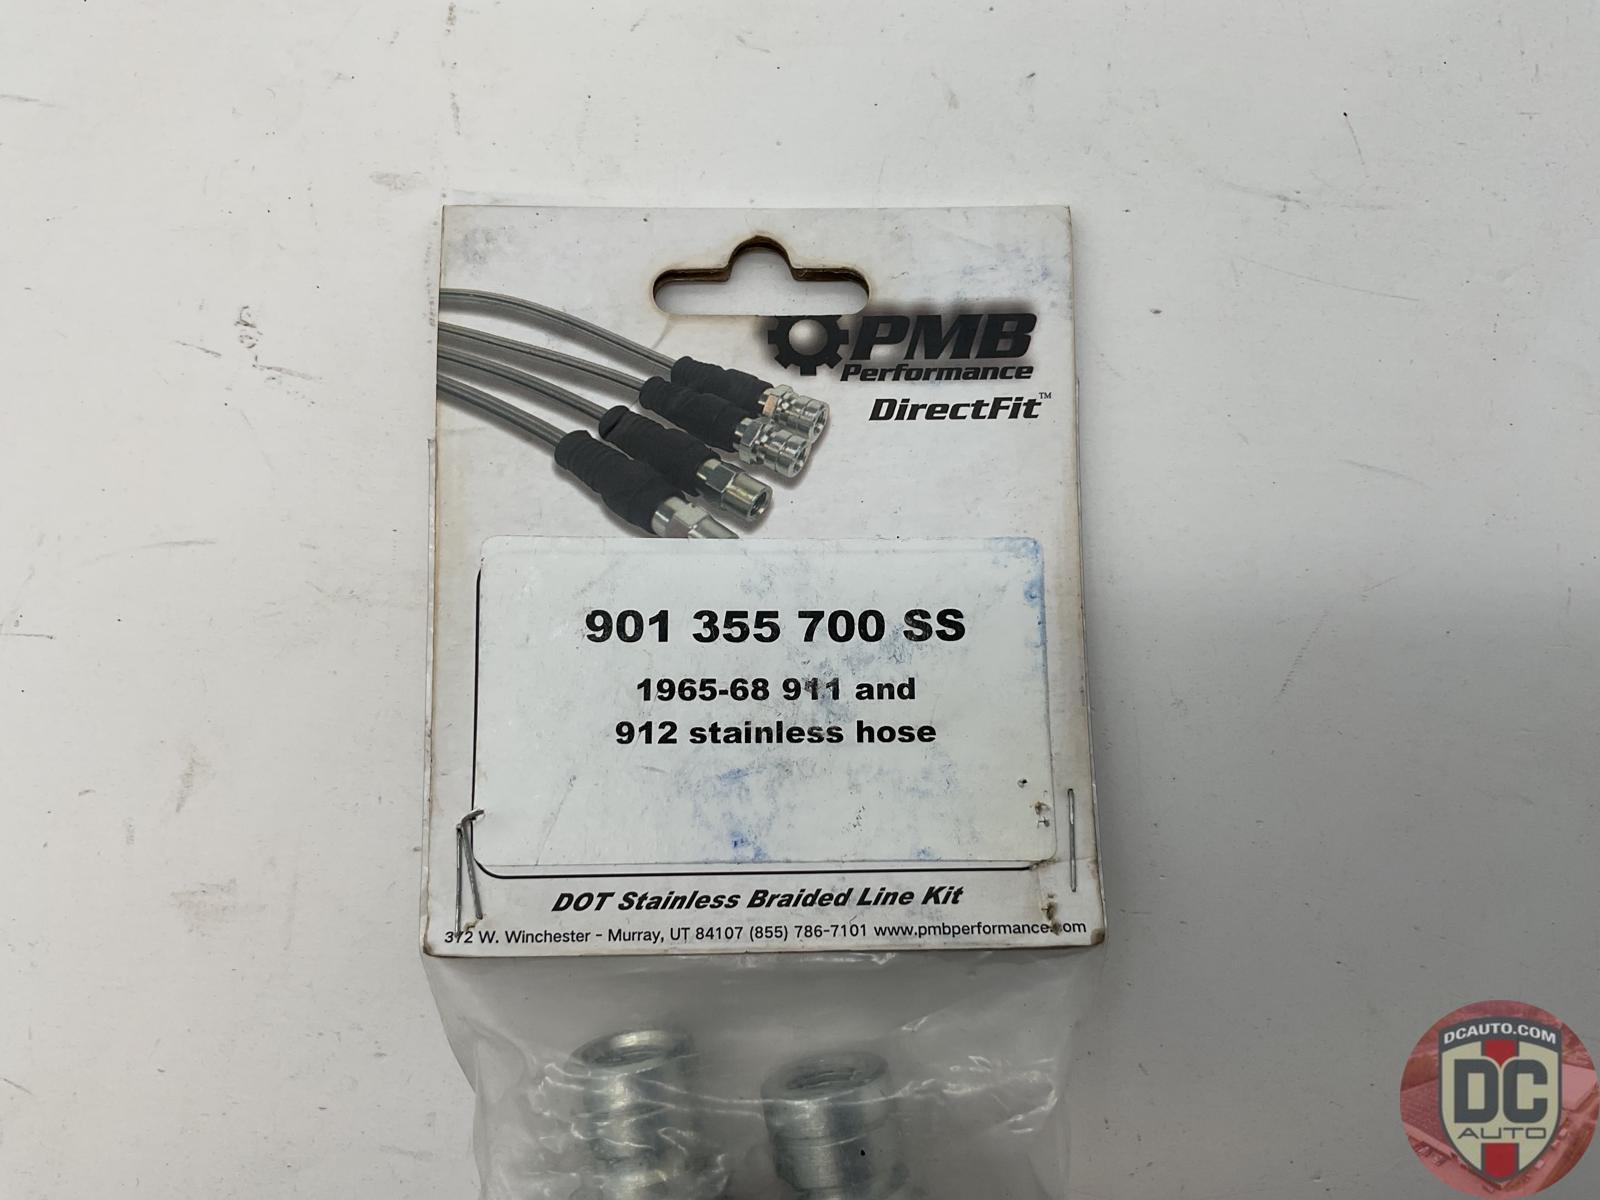 PMB
Performance
DirectFit™
901 355 700 SS
1965-68 911 and
912 stainless hose
DOT Stainless Braided Line Kit
372 W. Winchester - Murray, UT 84107 (855) 786-7101 www.pmbperformance.com
DCAUTO.COM
DC
AUTO